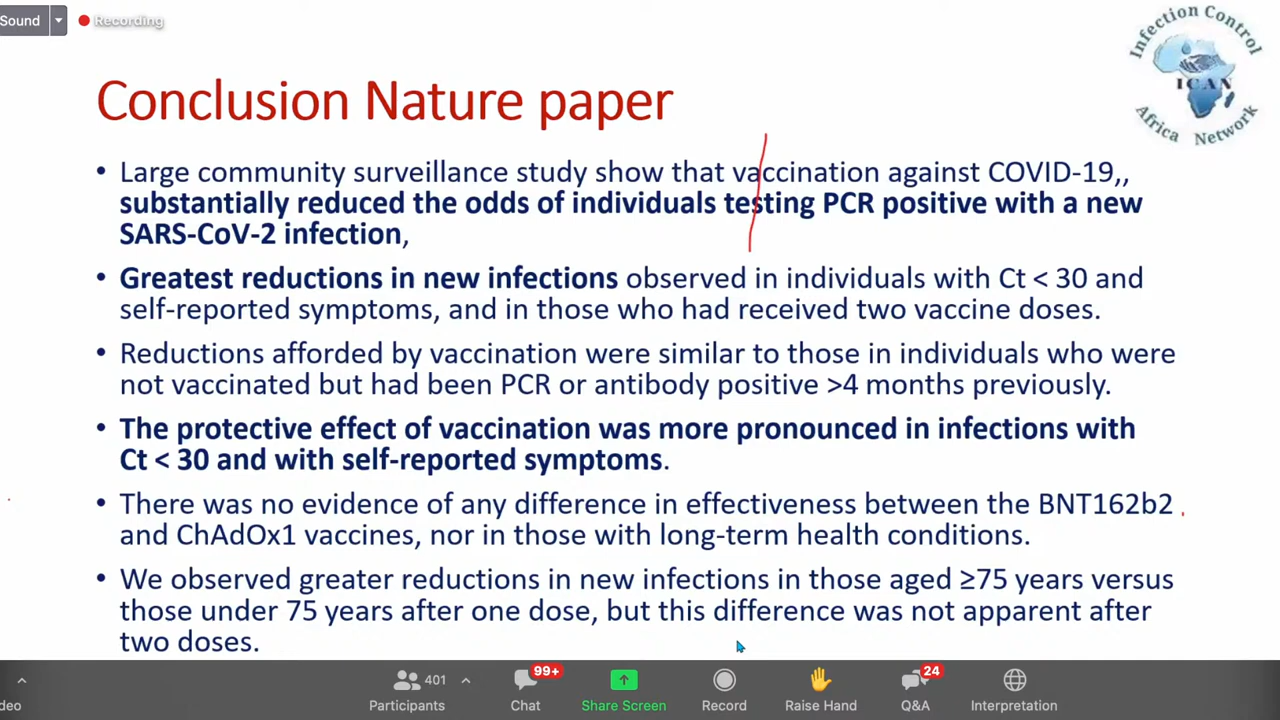 Sound
Recording
Infection Control
ICAN
Africa Network
Conclusion Nature paper
• Large community surveillance study show that vaccination against COVID-19,,
substantially reduced the odds of individuals testing PCR positive with a new
SARS-CoV-2 infection,
• Greatest reductions in new infections observed in individuals with Ct < 30 and
self-reported symptoms, and in those who had received two vaccine doses.
• Reductions afforded by vaccination were similar to those in individuals who were
not vaccinated but had been PCR or antibody positive >4 months previously.
• The protective effect of vaccination was more pronounced in infections with
Ct < 30 and with self-reported symptoms.
• There was no evidence of any difference in effectiveness between the BNT162b2
and ChAdOx1 vaccines, nor in those with long-term health conditions.
• We observed greater reductions in new infections in those aged ≥75 years versus
those under 75 years after one dose, but this difference was not apparent after
two doses.
401
99+
24
deo
Participants
Chat
Share Screen
Record
Raise Hand
Q&A
Interpretation